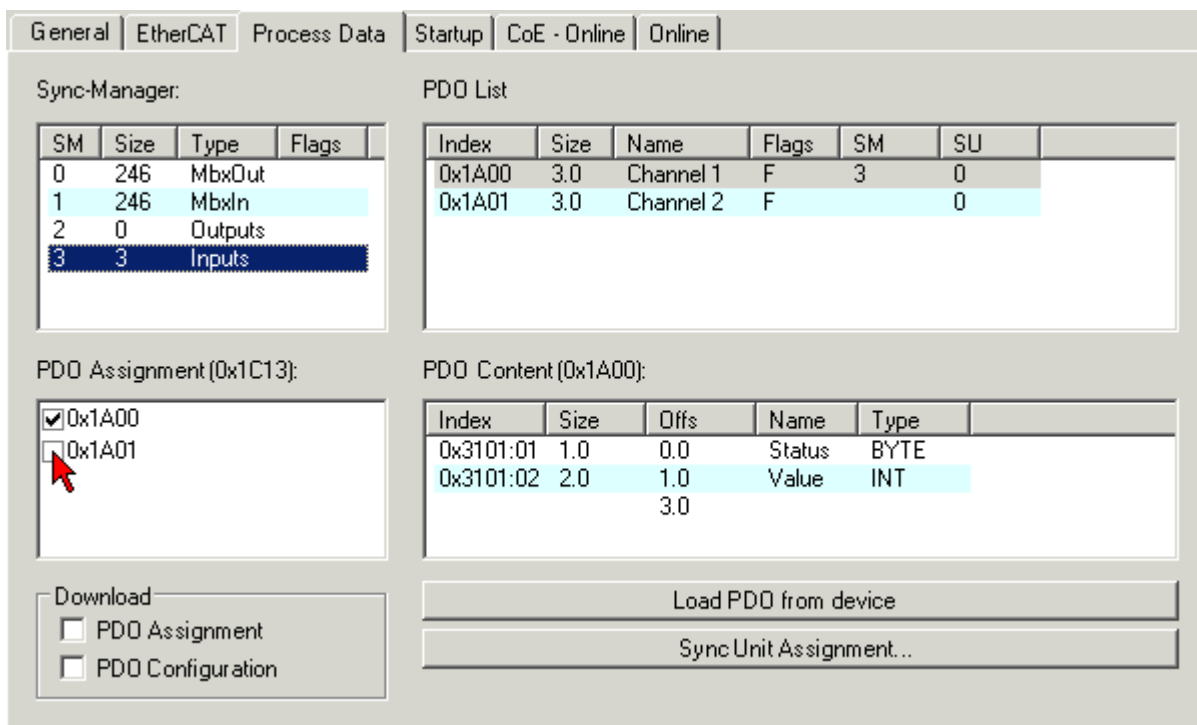 General EtherCAT Process Data Startup CoE - Online Online
Sync-Manager:
SM Size Type Flags
0 246 MbxOut
1 246 MbxIn
2 0 Outputs
3 3 Inputs
PDO List
Index Size Name Flags SM SU
0x1A00 3.0 Channel 1 F 3 0
0x1A01 3.0 Channel 2 F 0
PDO Assignment (0x1C13):
0x1A00
0x1A01
PDO Content (0x1A00):
Index Size Offs Name Type
0x3101:01 1.0 0.0 Status BYTE
0x3101:02 2.0 1.0 Value INT
3.0
Download
PDO Assignment
PDO Configuration
Load PDO from device
Sync Unit Assignment...